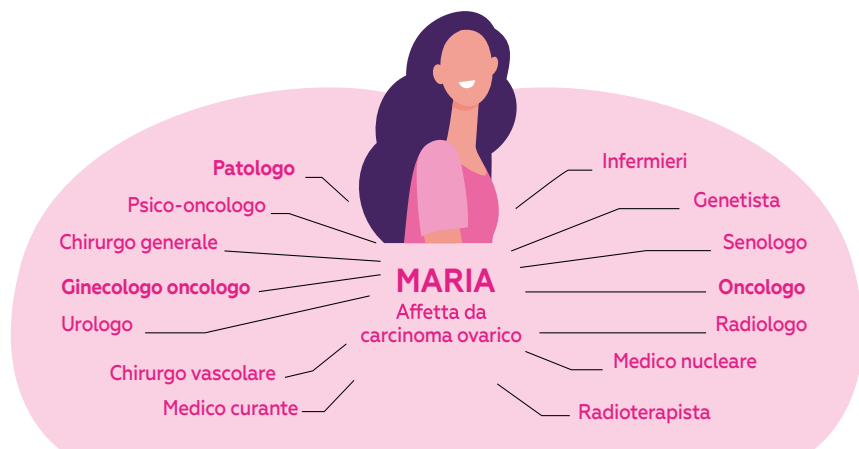 Patologo
Psico-oncologo
Chirurgo generale
Ginecologo oncologo
Urologo
Chirurgo vascolare
Medico curante
MARIA
Affetta da
carcinoma ovarico
Infermieri
Genetista
Senologo
Oncologo
Radiologo
Medico nucleare
Radioterapista